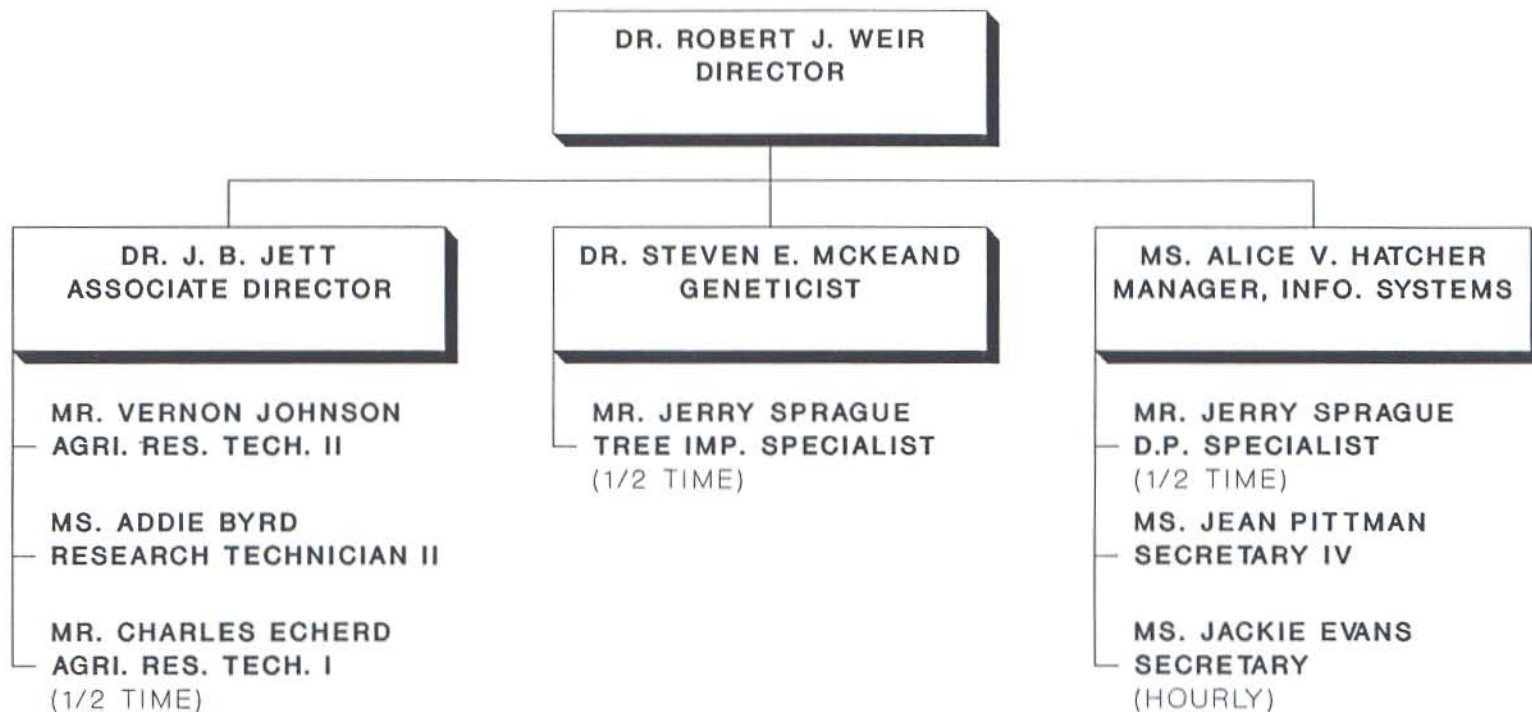 DR. ROBERT J. WEIR
DIRECTOR
DR. J. B. JETT
ASSOCIATE DIRECTOR
MR. VERNON JOHNSON
AGRI. RES. TECH. II
MS. ADDIE BYRD
RESEARCH TECHNICIAN II
MR. CHARLES ECHERD
AGRI. RES. TECH. I
(1/2 TIME)
DR. STEVEN E. MCKEAND
GENETICIST
MR. JERRY SPRAGUE
TREE IMP. SPECIALIST
(1/2 TIME)
MS. ALICE V. HATCHER
MANAGER, INFO. SYSTEMS
MR. JERRY SPRAGUE
D.P. SPECIALIST
(1/2 TIME)
MS. JEAN PITTMAN
SECRETARY IV
MS. JACKIE EVANS
SECRETARY
(HOURLY)